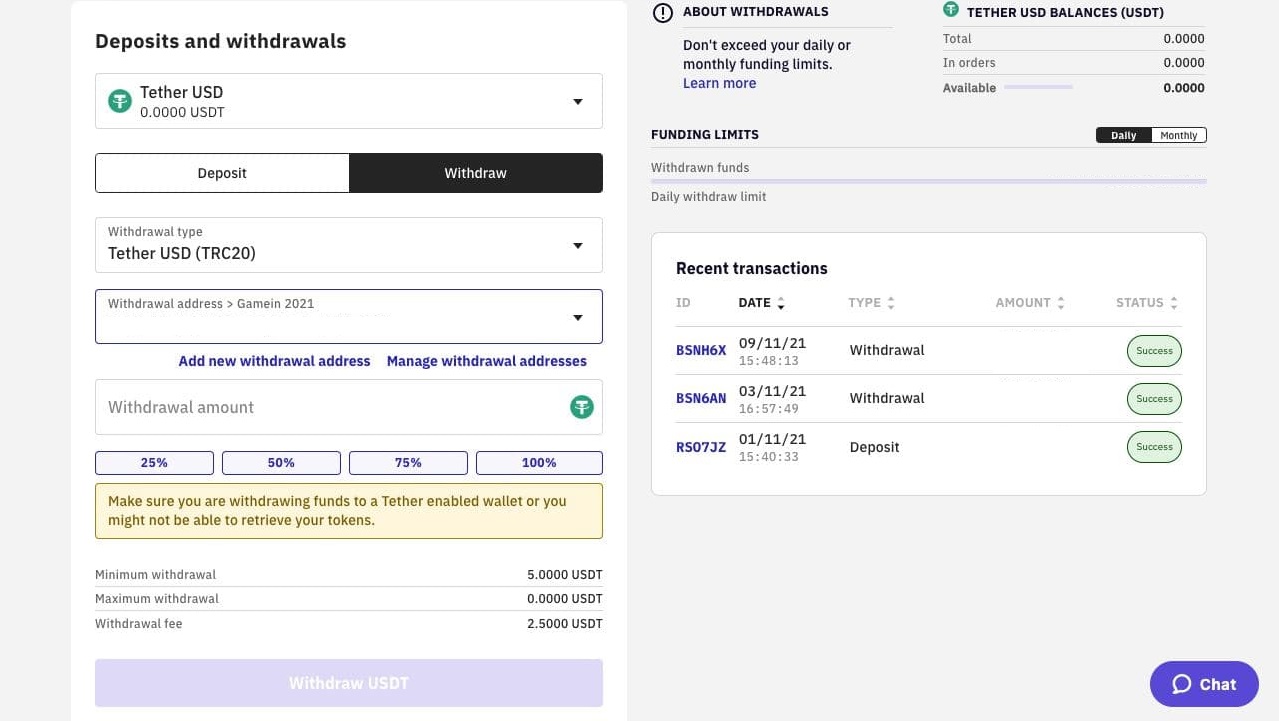 Deposits and withdrawals
Tether USD
0.0000 USDT
Deposit
Withdraw
Withdrawal type
Tether USD (TRC20)
Withdrawal address > Gamein 2021
Add new withdrawal address
Manage withdrawal addresses
Withdrawal amount
25%
50%
75%
100%
Make sure you are withdrawing funds to a Tether enabled wallet or you
might not be able to retrieve your tokens.
Minimum withdrawal 5.0000 USDT
Maximum withdrawal 0.0000 USDT
Withdrawal fee 2.5000 USDT
Withdraw USDT
ABOUT WITHDRAWALS
Don't exceed your daily or
monthly funding limits.
Learn more
TETHER USD BALANCES (USDT)
Total 0.0000
In orders 0.0000
Available 0.0000
FUNDING LIMITS
Daily
Monthly
Withdrawn funds
Daily withdraw limit
Recent transactions
ID DATE TYPE AMOUNT STATUS
BSNH6X 09/11/21 Withdrawal Success
15:48:13
BSN6AN 03/11/21 Withdrawal Success
16:57:49
RSO7JZ 01/11/21 Deposit Success
15:40:33
Chat